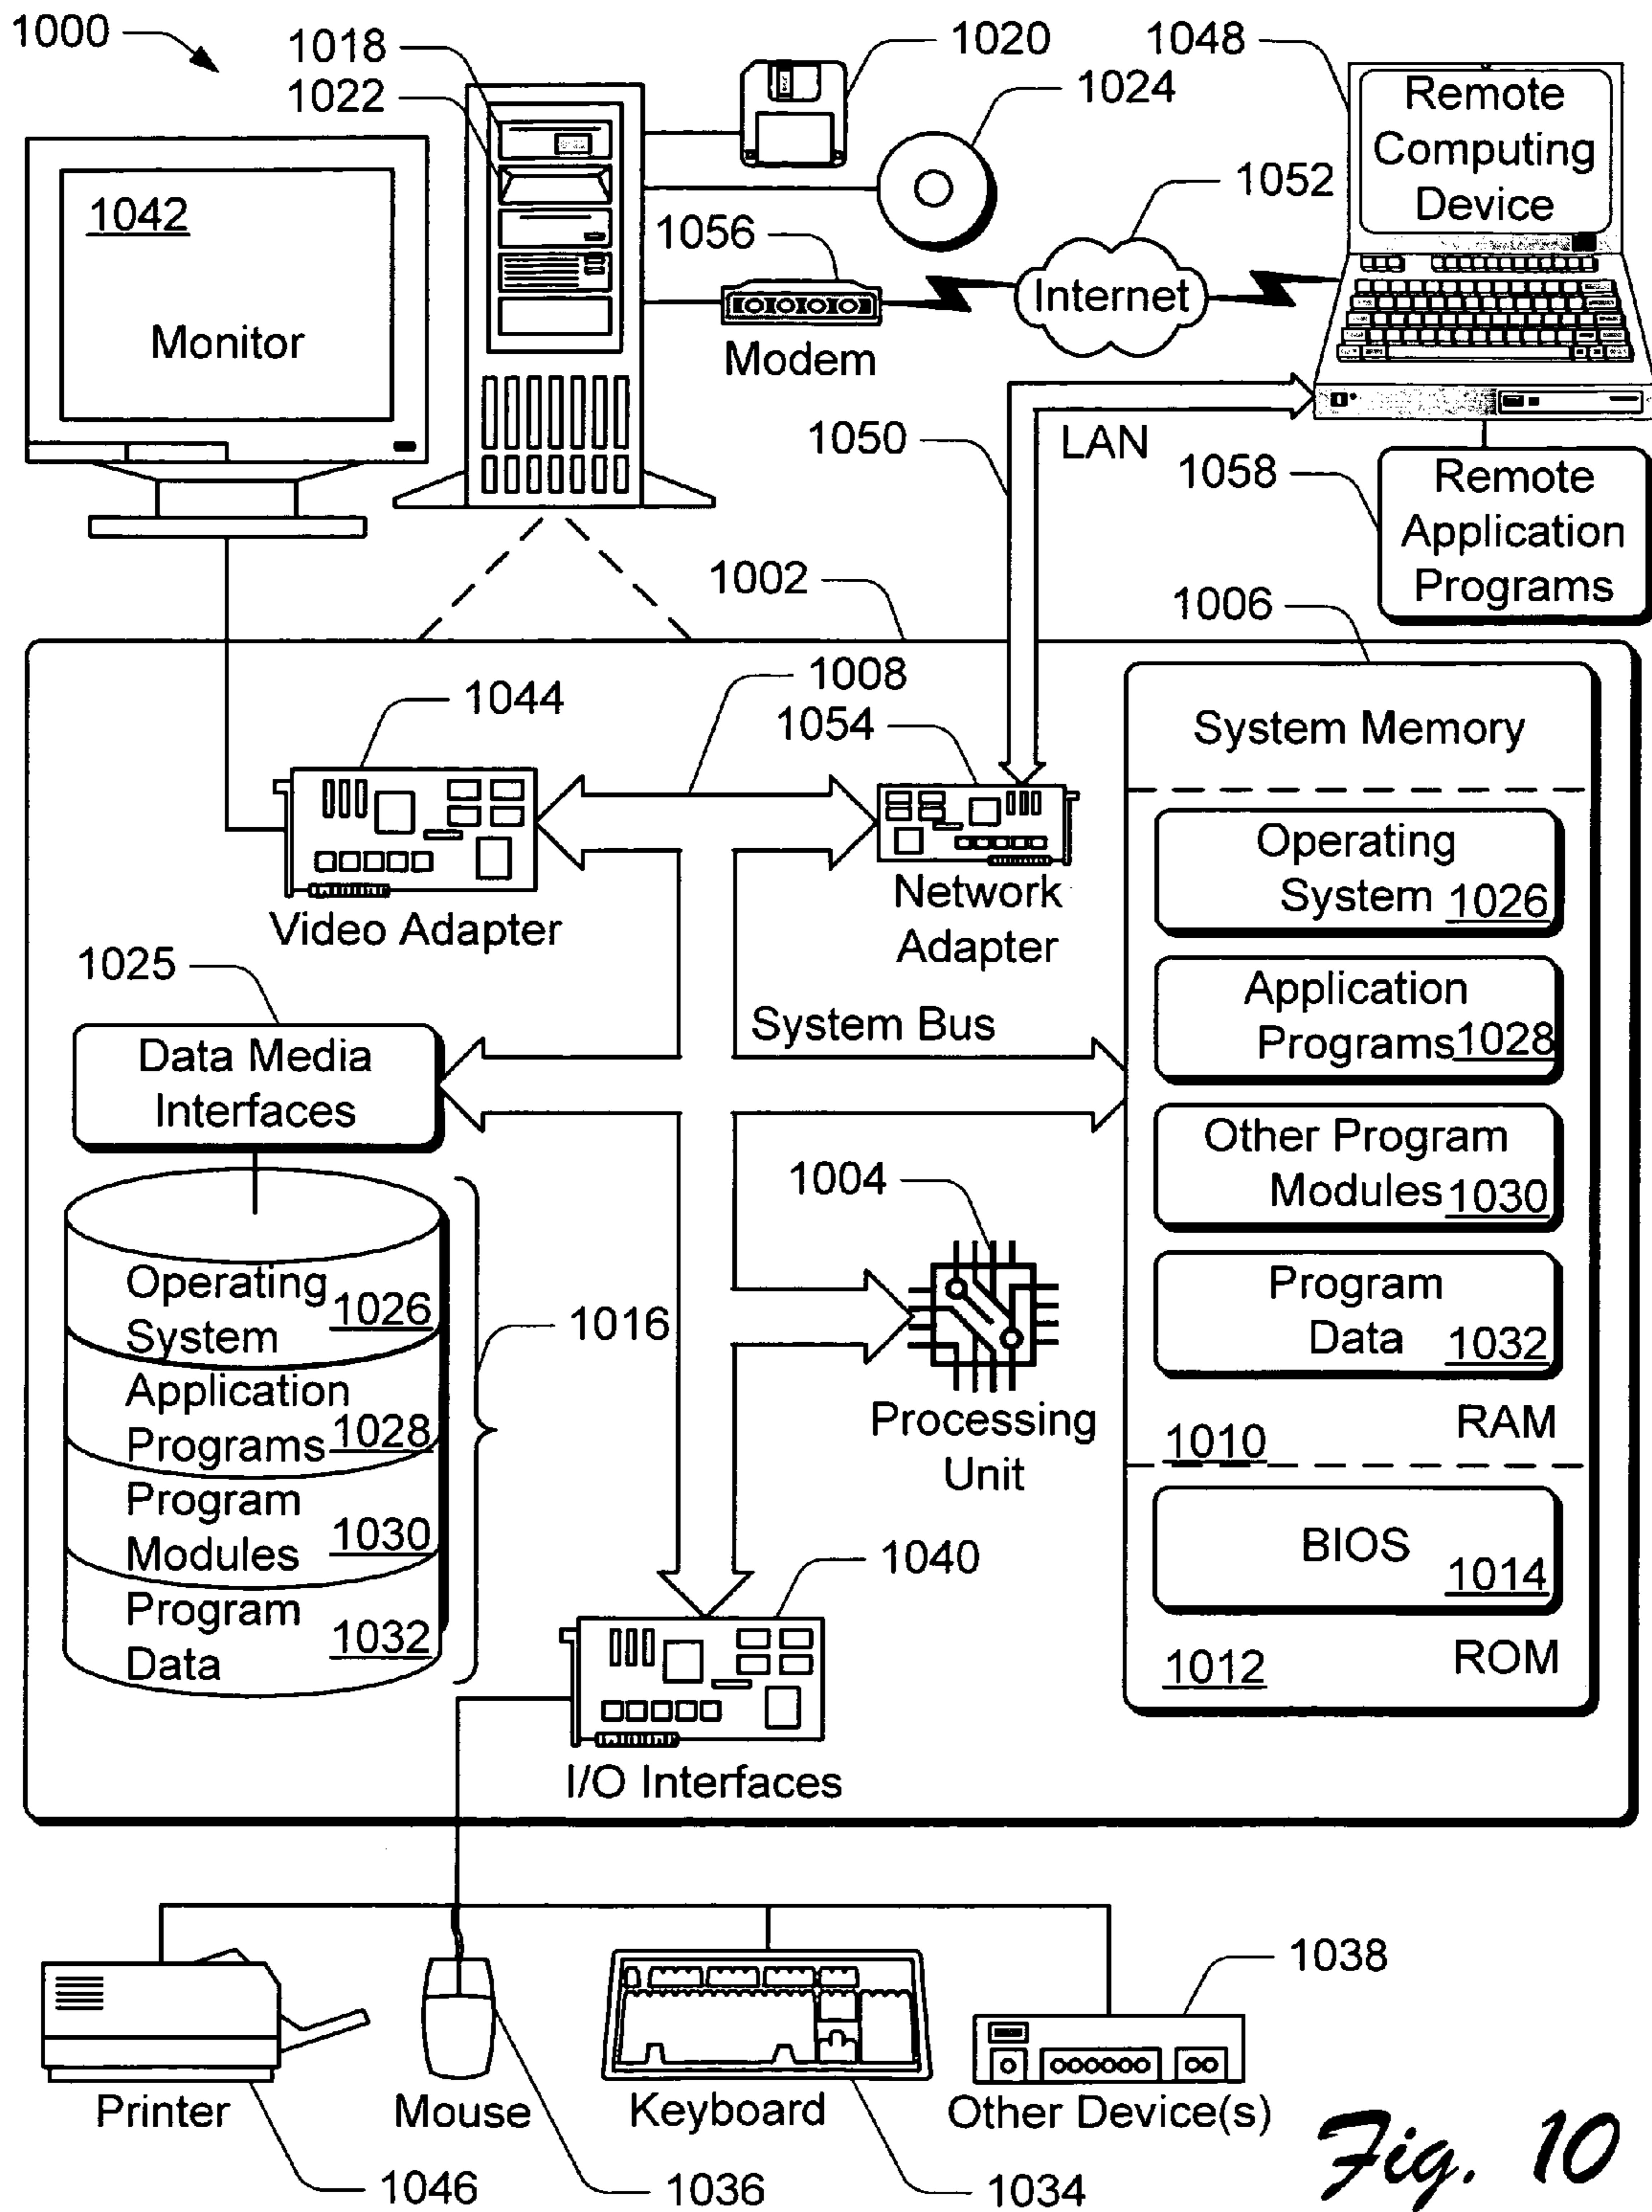 1000
1018
1022
1020
1024
1048
Remote
Computing
Device
1052
1042
Monitor
1056
Modem
Internet
1050
LAN
1058
Remote
Application
Programs
1002
1006
1044
1008
1054
System Memory
Video Adapter
Network
Adapter
Operating
System 1026
1025
Data Media
Interfaces
System Bus
Application
Programs 1028
Other Program
Modules 1030
1004
Processing
Unit
Program
Data 1032
1010
RAM
Operating
System 1026
Application
Programs 1028
Program
Modules 1030
Program
Data 1032
1016
BIOS
1014
1012
ROM
1040
I/O Interfaces
1038
Printer
Mouse
Keyboard
Other Device(s)
1046
1036
1034
Fig. 10